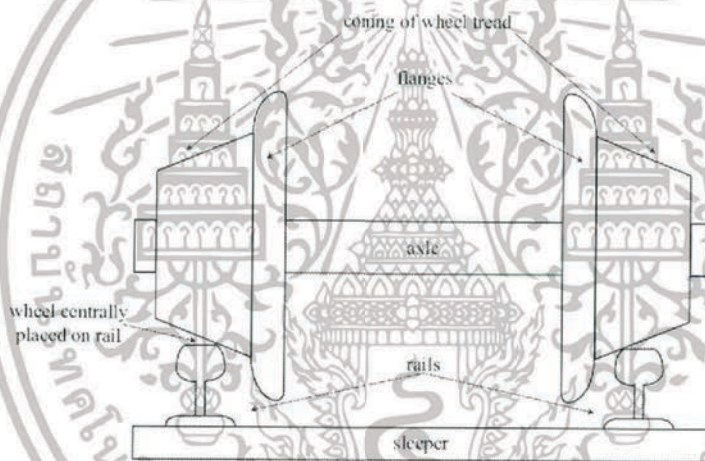 coning of wheel tread
flanges
axle
wheel centrally
placed on rail
rails
sleeper